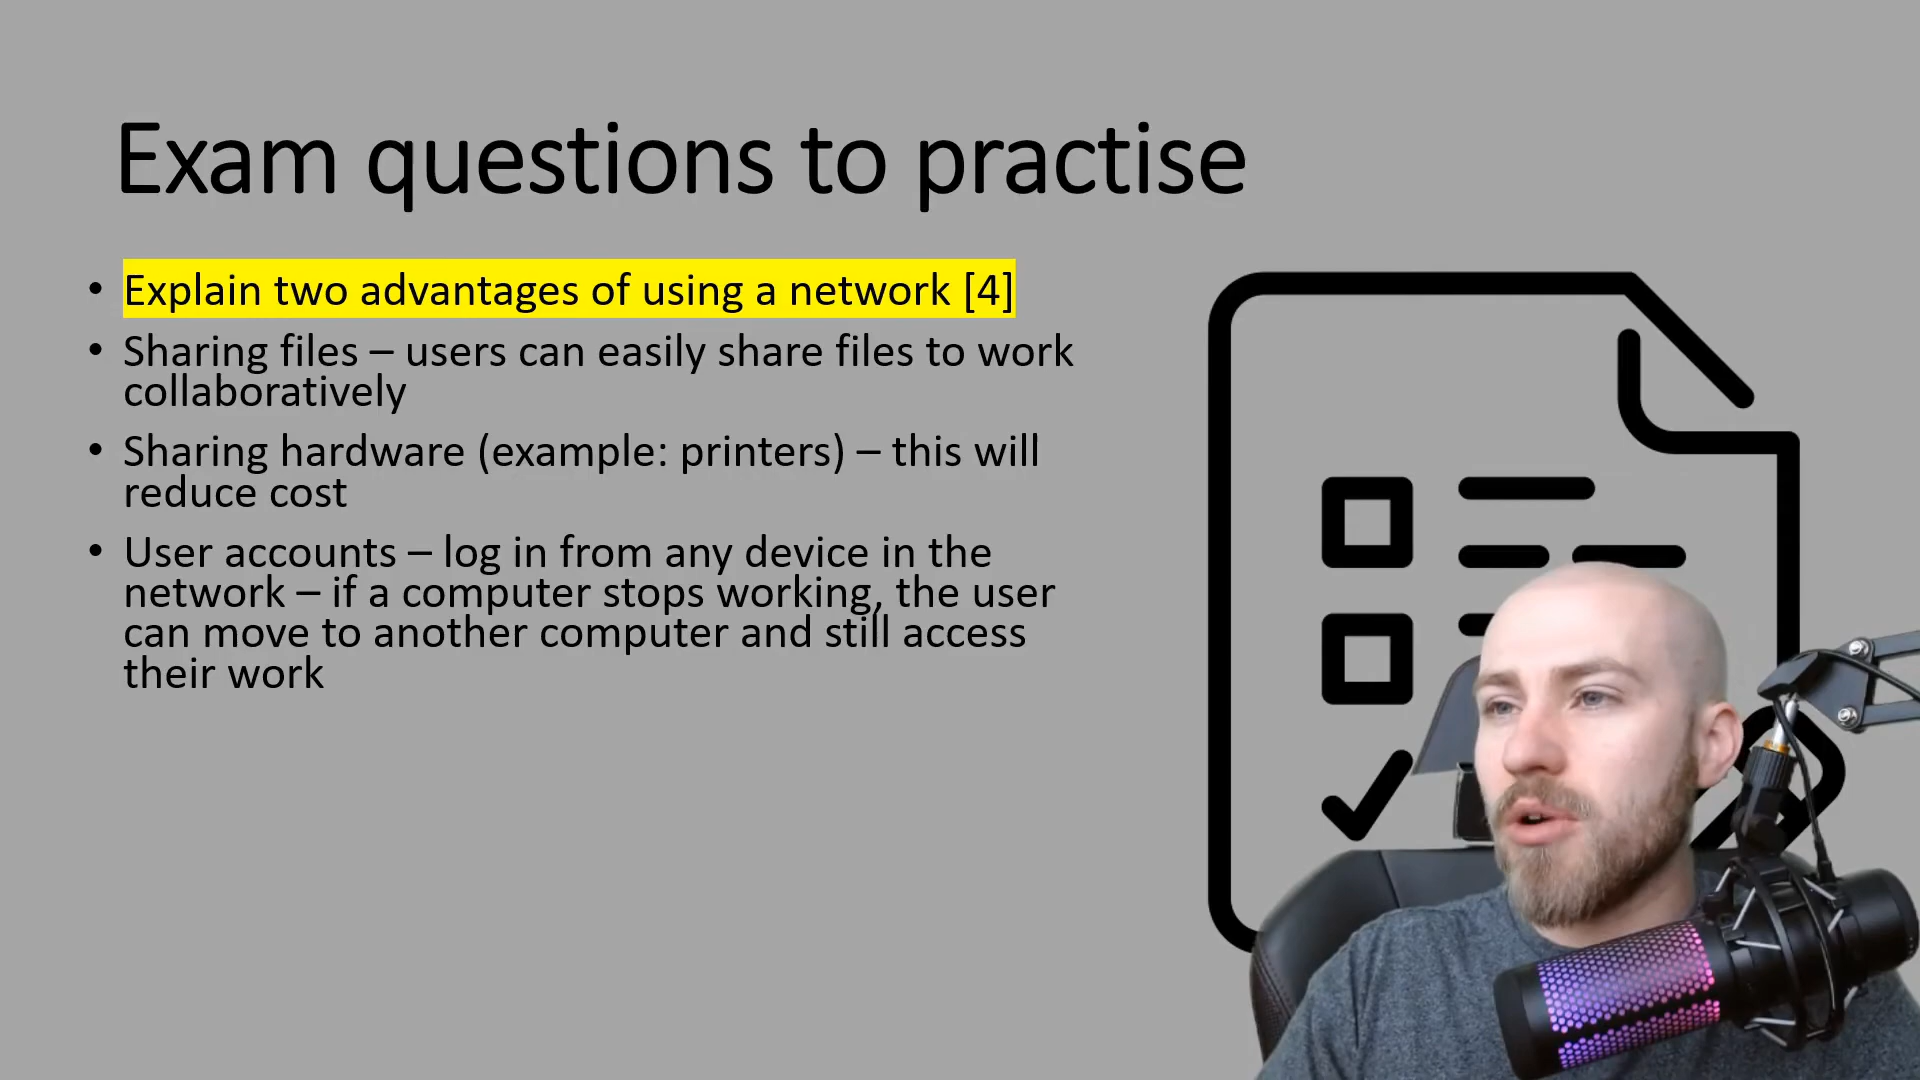 Exam questions to practise
• Explain two advantages of using a network [4]
• Sharing files – users can easily share files to work
collaboratively
• Sharing hardware (example: printers) – this will
reduce cost
• User accounts – log in from any device in the
network – if a computer stops working, the user
can move to another computer and still access
their work